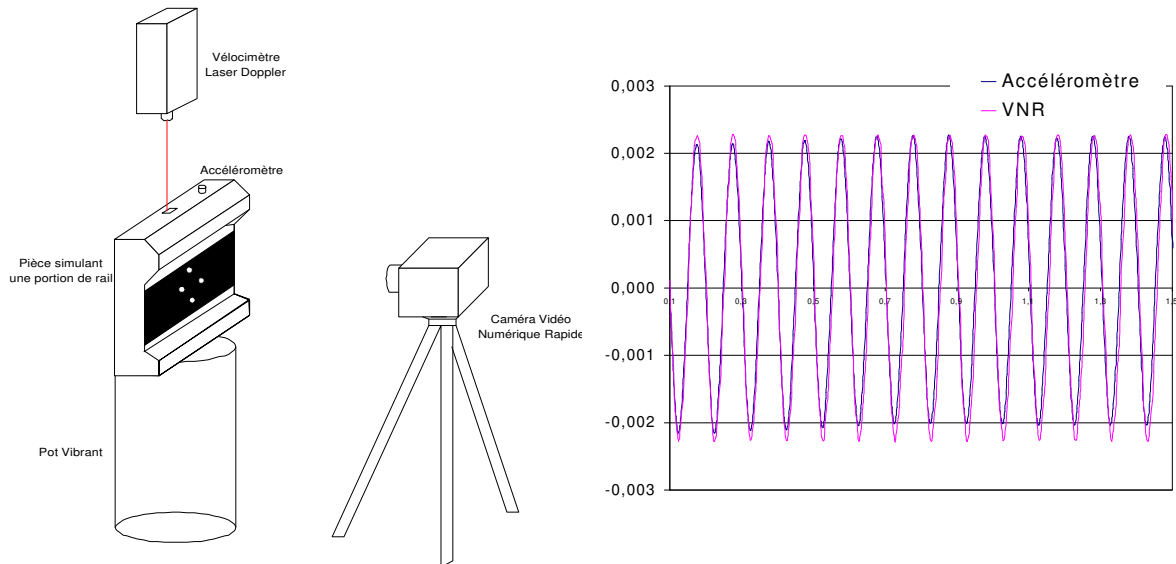 Vélocimètre
Laser Doppler
Accéléromètre
Pièce simulant
une portion de rail
Caméra Vidéo
Numérique Rapide
Pot Vibrant
Accéléromètre
VNR
0,003
0,002
0,001
0,000
-0,001
-0,002
-0,003
0,1 0,3 0,5 0,7 0,9 1,1 1,3 1,5